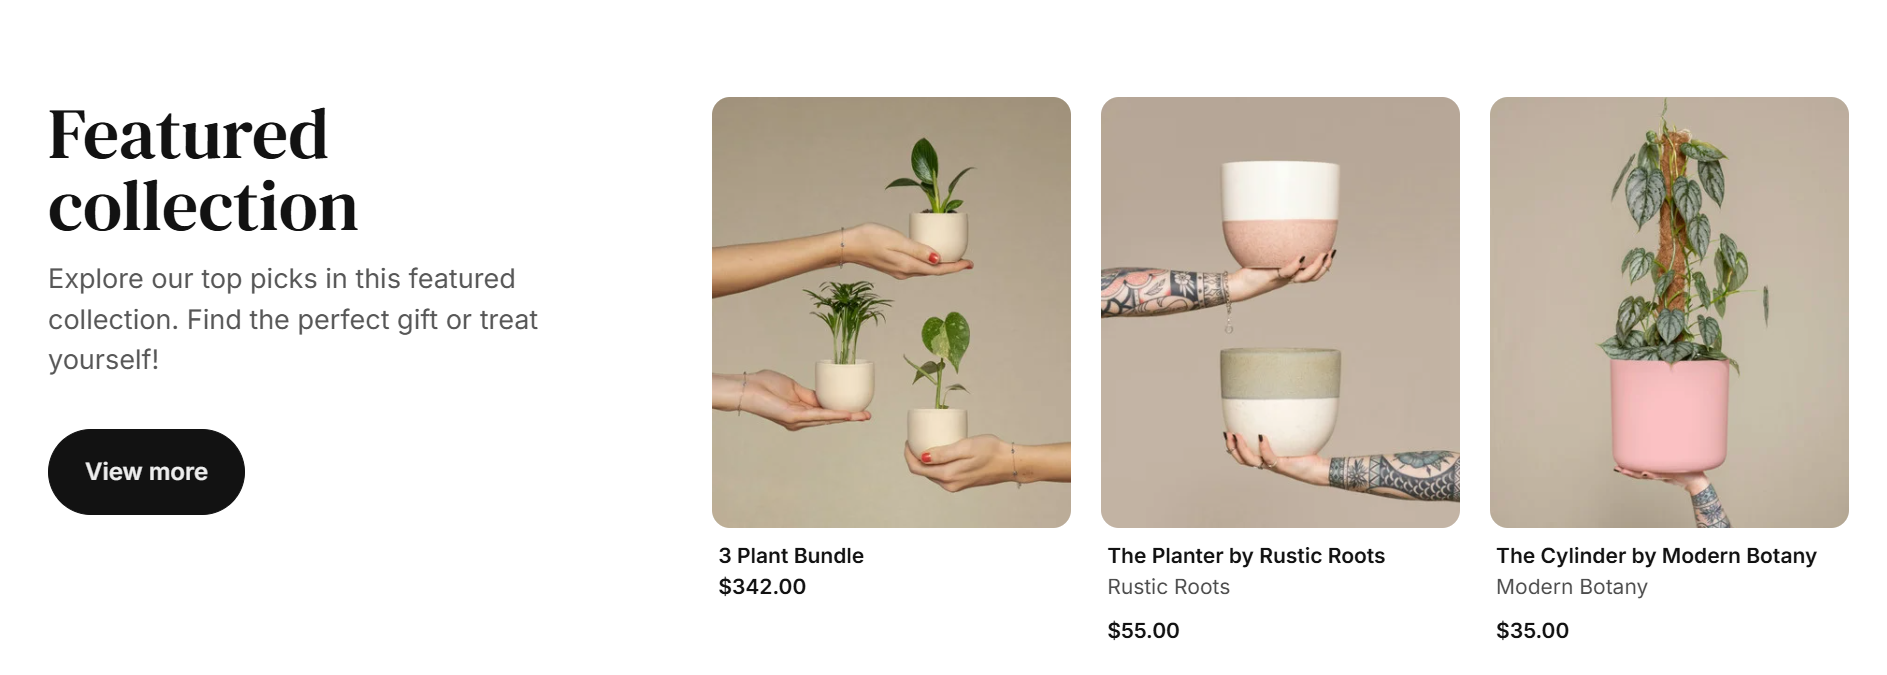 Featured
collection
Explore our top picks in this featured
collection. Find the perfect gift or treat
yourself!
View more
3 Plant Bundle
$342.00
The Planter by Rustic Roots
Rustic Roots
$55.00
The Cylinder by Modern Botany
Modern Botany
$35.00